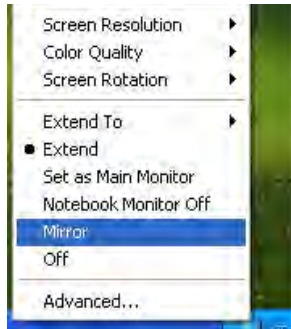 Screen Resolution
Color Quality
Screen Rotation
Extend To
Extend
Set as Main Monitor
Notebook Monitor Off
Mirror
Off
Advanced...